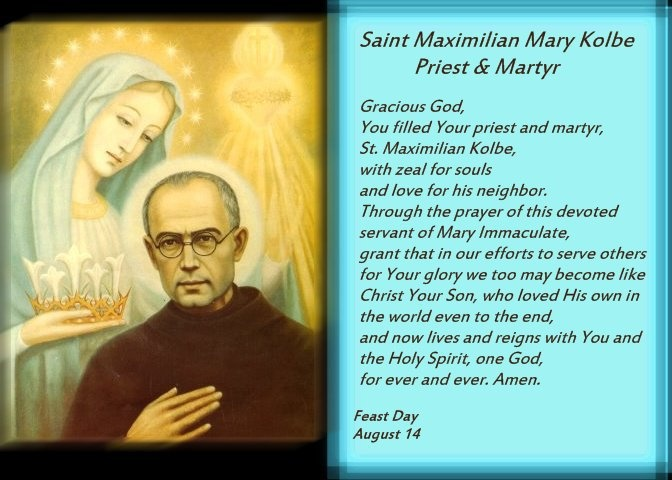 Saint Maximilian Mary Kolbe
Priest & Martyr
Gracious God,
You filled Your priest and martyr,
St. Maximilian Kolbe,
with zeal for souls
and love for his neighbor.
Through the prayer of this devoted
servant of Mary Immaculate,
grant that in our efforts to serve others
for Your glory we too may become like
Christ Your Son, who loved His own in
the world even to the end,
and now lives and reigns with You and
the Holy Spirit, one God,
for ever and ever. Amen.
Feast Day
August 14